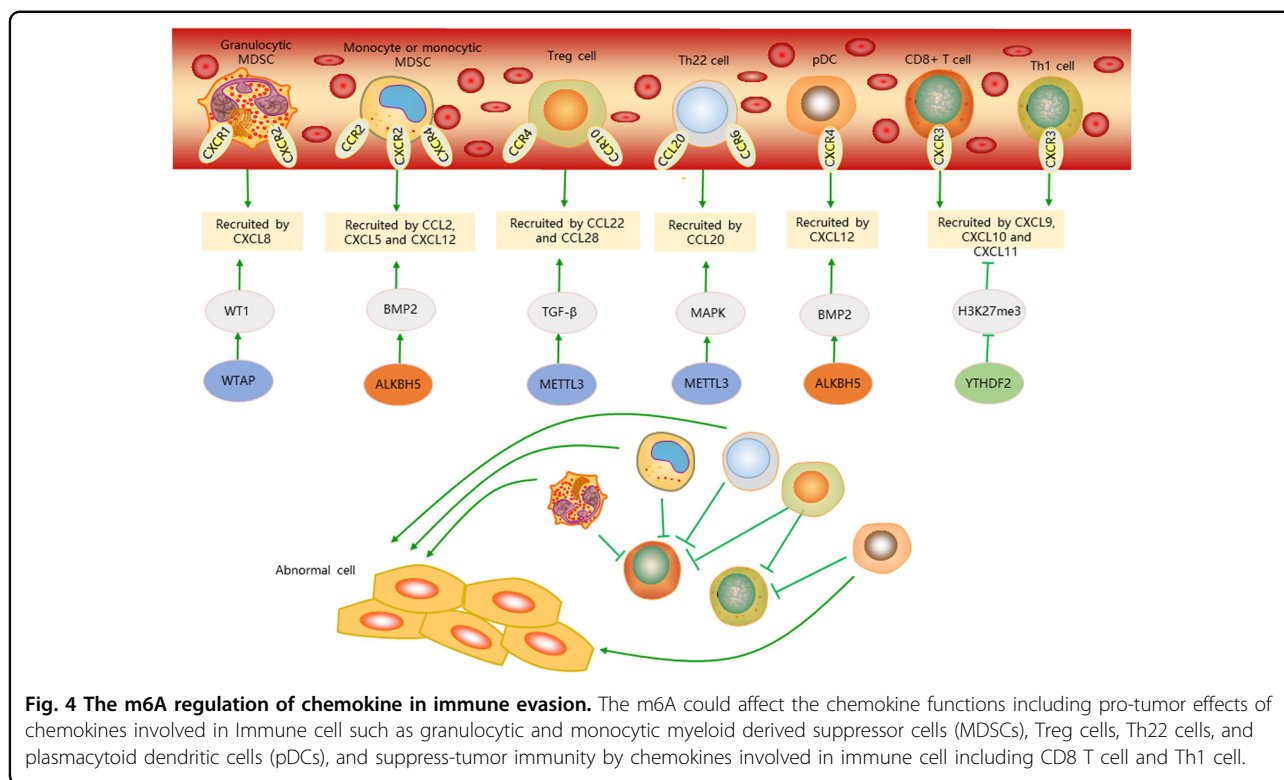 Granulocytic
MDSC
Monocyte or monocytic
MDSC
Treg cell
Th22 cell
pDC
CD8+ T cell
Th1 cell
CXCR1
CXCR2
CCR2
CXCR2
CXCR4
CCR4
CCR10
CCL20
CCR6
CXCR4
CXCR3
CXCR3
Recruited by
CXCL8
Recruited by CCL2,
CXCL5 and CXCL12
Recruited by CCL22
and CCL28
Recruited by
CCL20
Recruited by
CXCL12
Recruited by CXCL9,
CXCL10 and
CXCL11
WT1
BMP2
TGF-β
MAPK
BMP2
H3K27me3
WTAP
ALKBH5
METTL3
METTL3
ALKBH5
YTHDF2
Abnormal cell
Fig. 4 The m6A regulation of chemokine in immune evasion. The m6A could affect the chemokine functions including pro-tumor effects of
chemokines involved in Immune cell such as granulocytic and monocytic myeloid derived suppressor cells (MDSCs), Treg cells, Th22 cells, and
plasmacytoid dendritic cells (pDCs), and suppress-tumor immunity by chemokines involved in immune cell including CD8 T cell and Th1 cell.